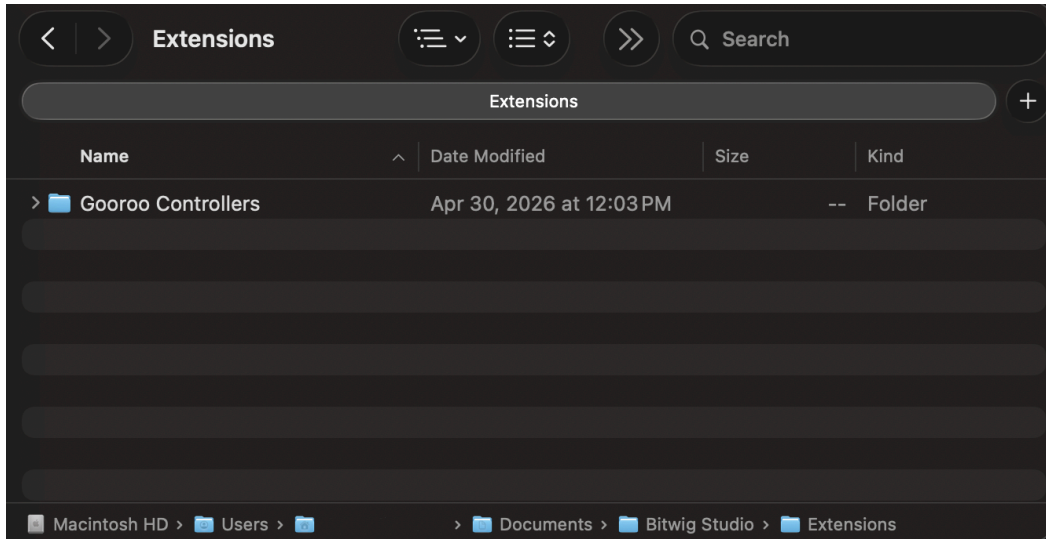 Extensions
Search
Extensions
Name Date Modified Size Kind
Gooroo Controllers Apr 30, 2026 at 12:03 PM -- Folder
Macintosh HD › Users › › Documents › Bitwig Studio › Extensions